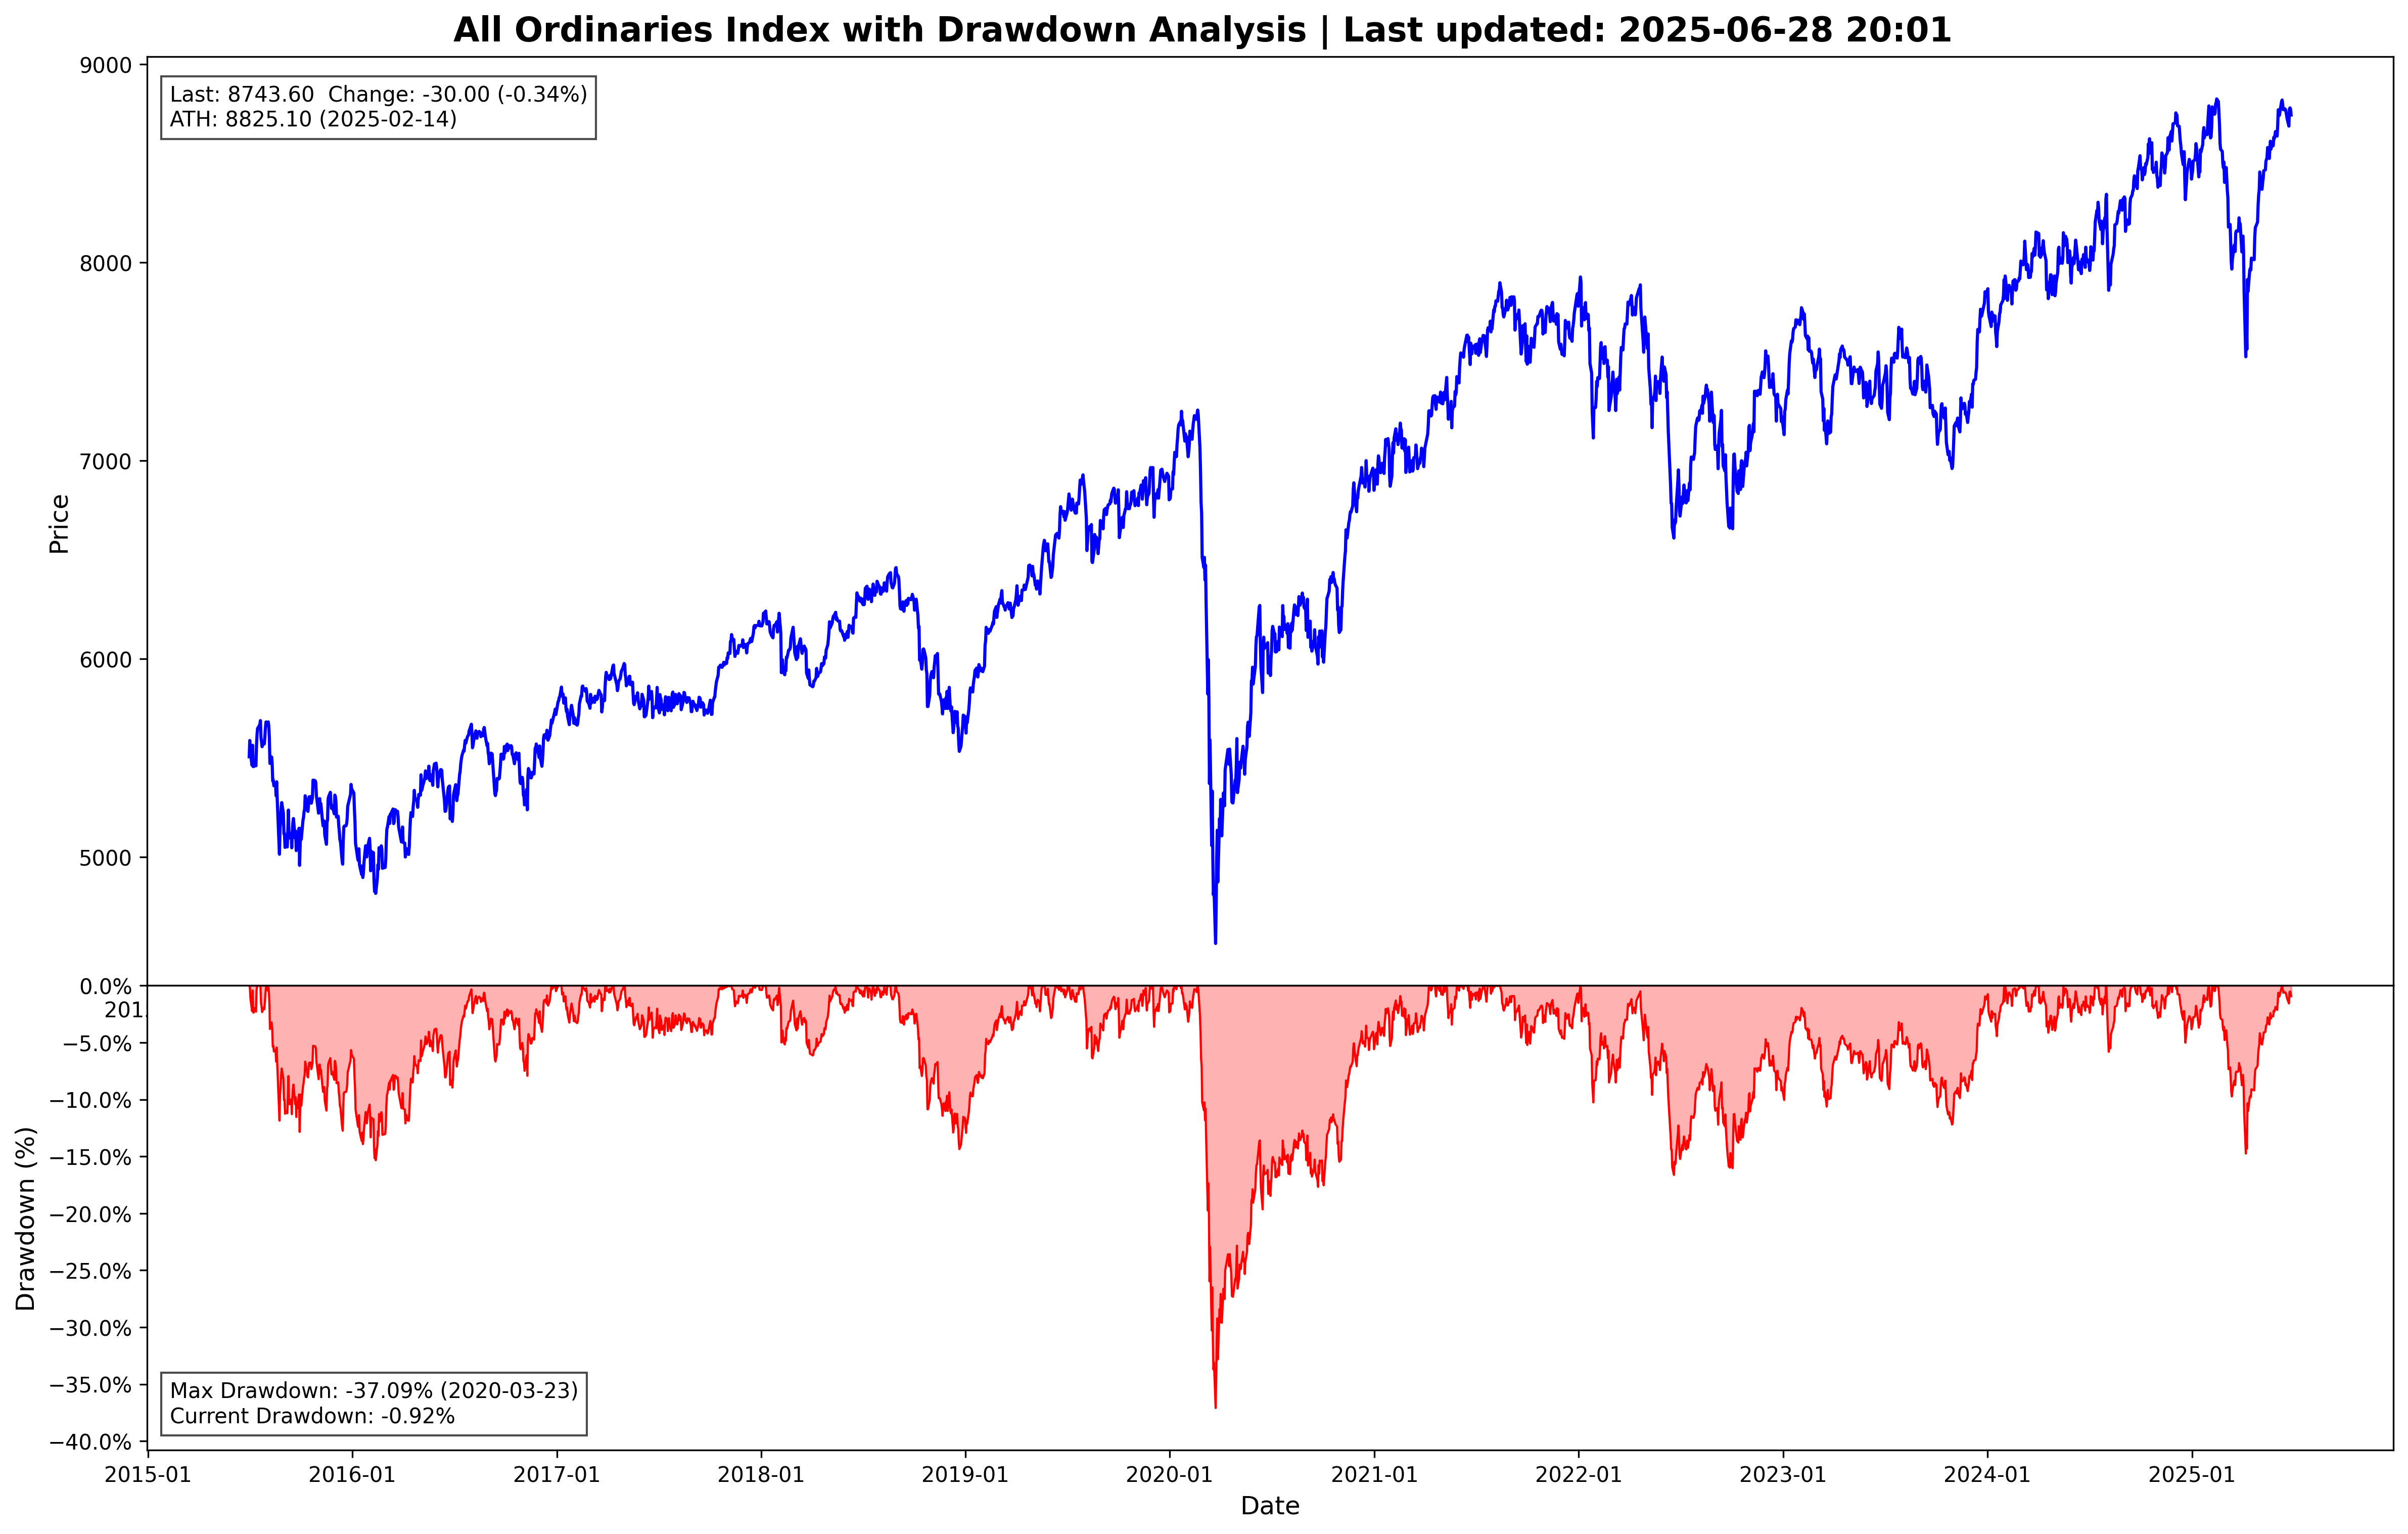 All Ordinaries Index with Drawdown Analysis | Last updated: 2025-06-28 20:01
Last: 8743.60  Change: -30.00 (-0.34%)
ATH: 8825.10 (2025-02-14)
9000
8000
7000
6000
5000
Price
0.0%
201
−5.0%
−10.0%
−15.0%
−20.0%
−25.0%
−30.0%
−35.0%
−40.0%
Drawdown (%)
Max Drawdown: -37.09% (2020-03-23)
Current Drawdown: -0.92%
2015-01 2016-01 2017-01 2018-01 2019-01 2020-01 2021-01 2022-01 2023-01 2024-01 2025-01
Date